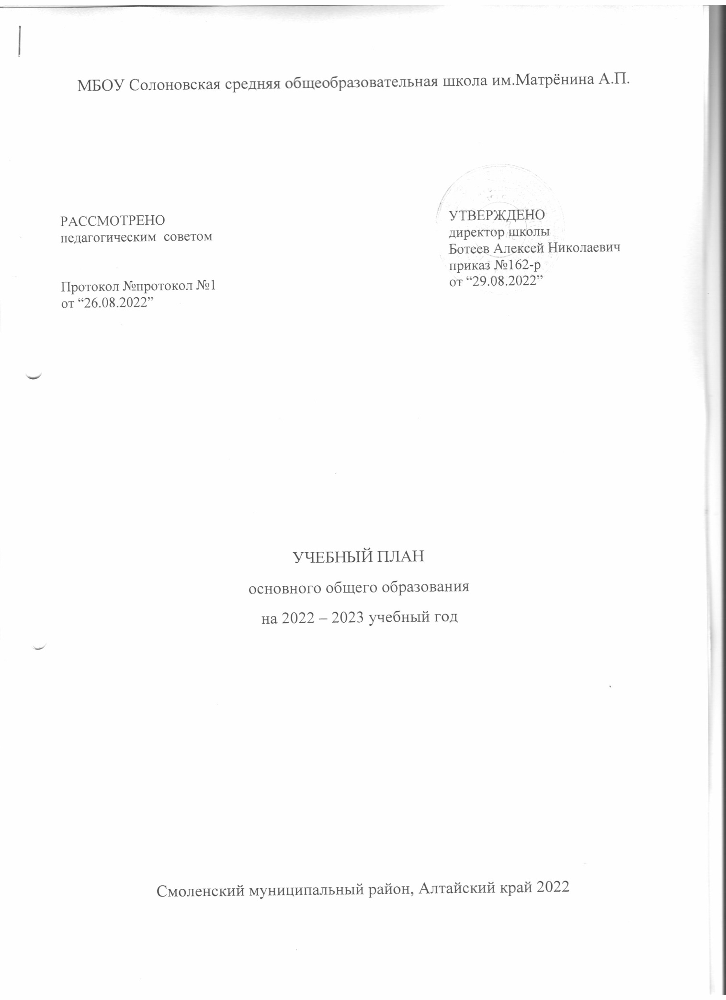 МБОУ Солоновская средняя общеобразовательная школа им.Матрёнина А.П.
РАССМОТРЕНО
педагогическим советом
Протокол №протокол №1
от “26.08.2022”
УТВЕРЖДЕНО
директор школы
Ботеев Алексей Николаевич
приказ №162-р
от “29.08.2022”
УЧЕБНЫЙ ПЛАН
основного общего образования
на 2022 – 2023 учебный год
Смоленский муниципальный район, Алтайский край 2022